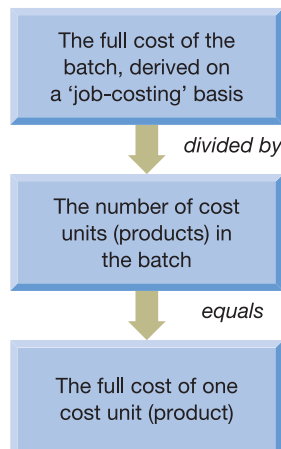 The full cost of the
batch, derived on
a ‘job-costing’ basis
divided by
The number of cost
units (products) in
the batch
equals
The full cost of one
cost unit (product)